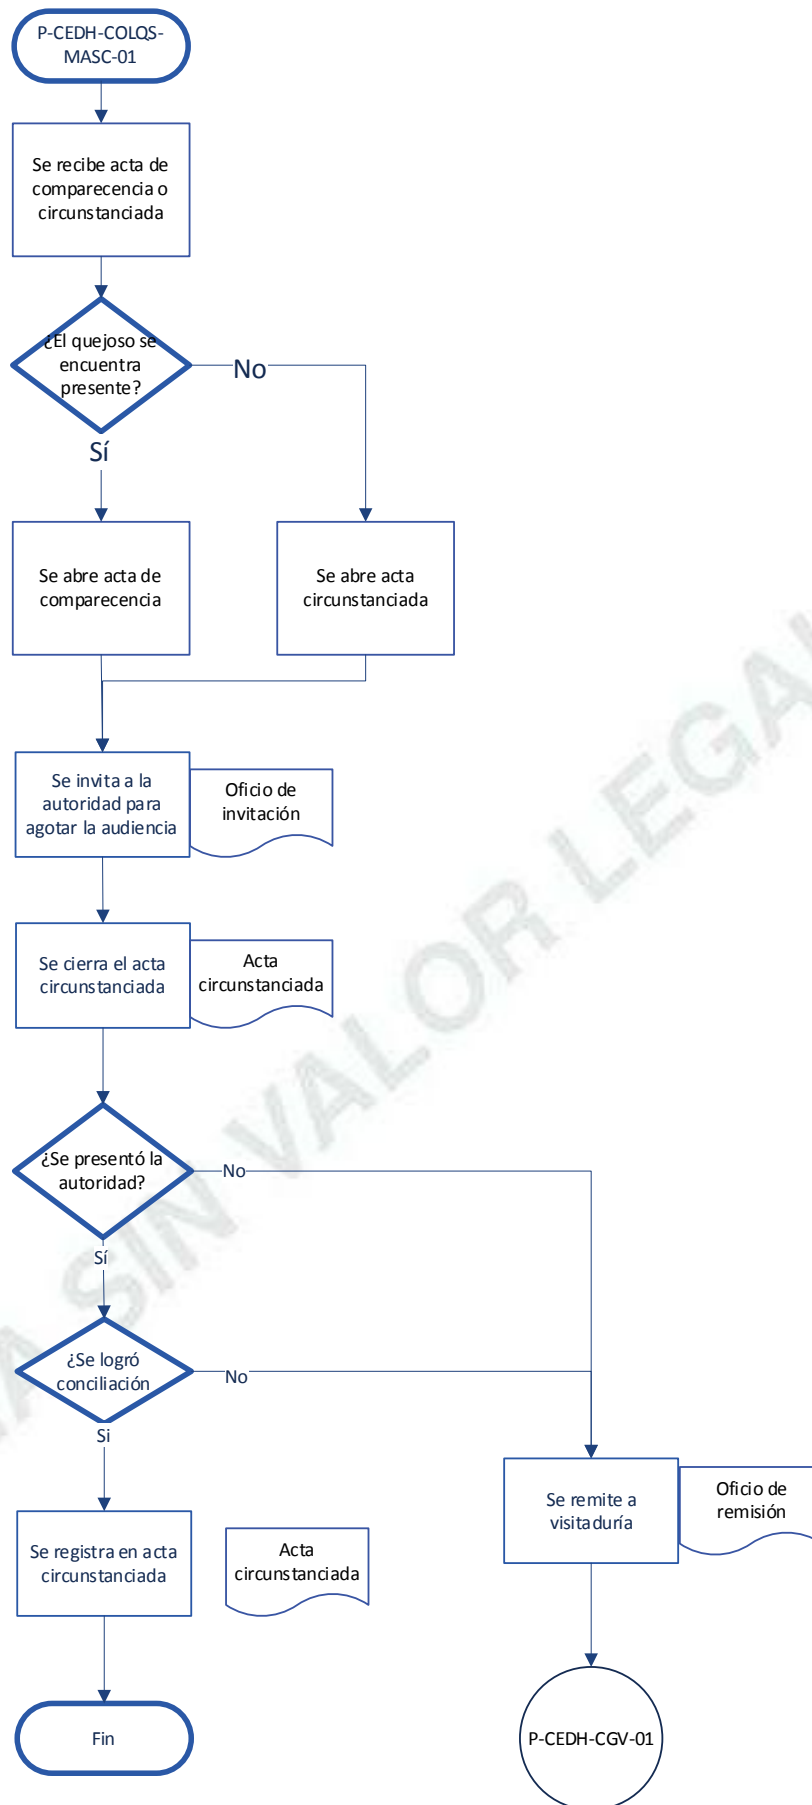 P-CEDH-COLQS-
MASC-01
Se recibe acta de
comparecencia o
circunstanciada
¿El quejoso se
encuentra
presente?
No
Sí
Se abre acta de
comparecencia
Se abre acta
circunstanciada
Se invita a la
autoridad para
agotar la audiencia
Oficio de
invitación
Se cierra el acta
circunstanciada
Acta
circunstanciada
¿Se presentó la
autoridad?
No
Sí
¿Se logró
conciliación
No
Si
Se remite a
visitaduría
Oficio de
remisión
Se registra en acta
circunstanciada
Acta
circunstanciada
Fin
P-CEDH-CGV-01
A SIN VALOR LEGAL